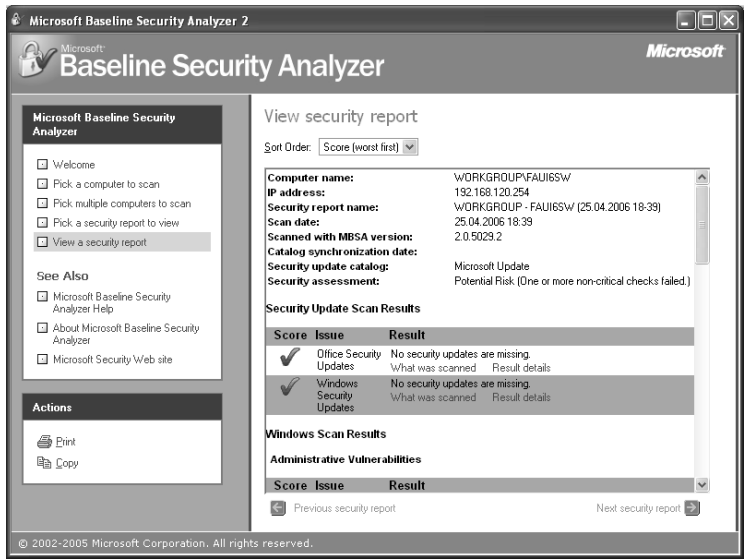 Microsoft Baseline Security Analyzer 2
Microsoft
Baseline Security Analyzer
Microsoft
Microsoft Baseline Security
Analyzer
Welcome
Pick a computer to scan
Pick multiple computers to scan
Pick a security report to view
View a security report
See Also
Microsoft Baseline Security
Analyzer Help
About Microsoft Baseline Security
Analyzer
Microsoft Security Web site
Actions
Print
Copy
View security report
Sort Order: Score (worst first)
Computer name: WORKGROUP\FAUI6SW
IP address: 192.168.120.254
Security report name: WORKGROUP - FAUI6SW (25.04.2006 18-39)
Scan date: 25.04.2006 18:39
Scanned with MBSA version: 2.0.5029.2
Catalog synchronization date:
Security update catalog: Microsoft Update
Security assessment: Potential Risk (One or more non-critical checks failed.)
Security Update Scan Results
Score Issue Result
Office Security No security updates are missing.
Updates What was scanned Result details
Windows No security updates are missing.
Security What was scanned Result details
Updates
Windows Scan Results
Administrative Vulnerabilities
Score Issue Result
Previous security report Next security report
© 2002-2005 Microsoft Corporation. All rights reserved.